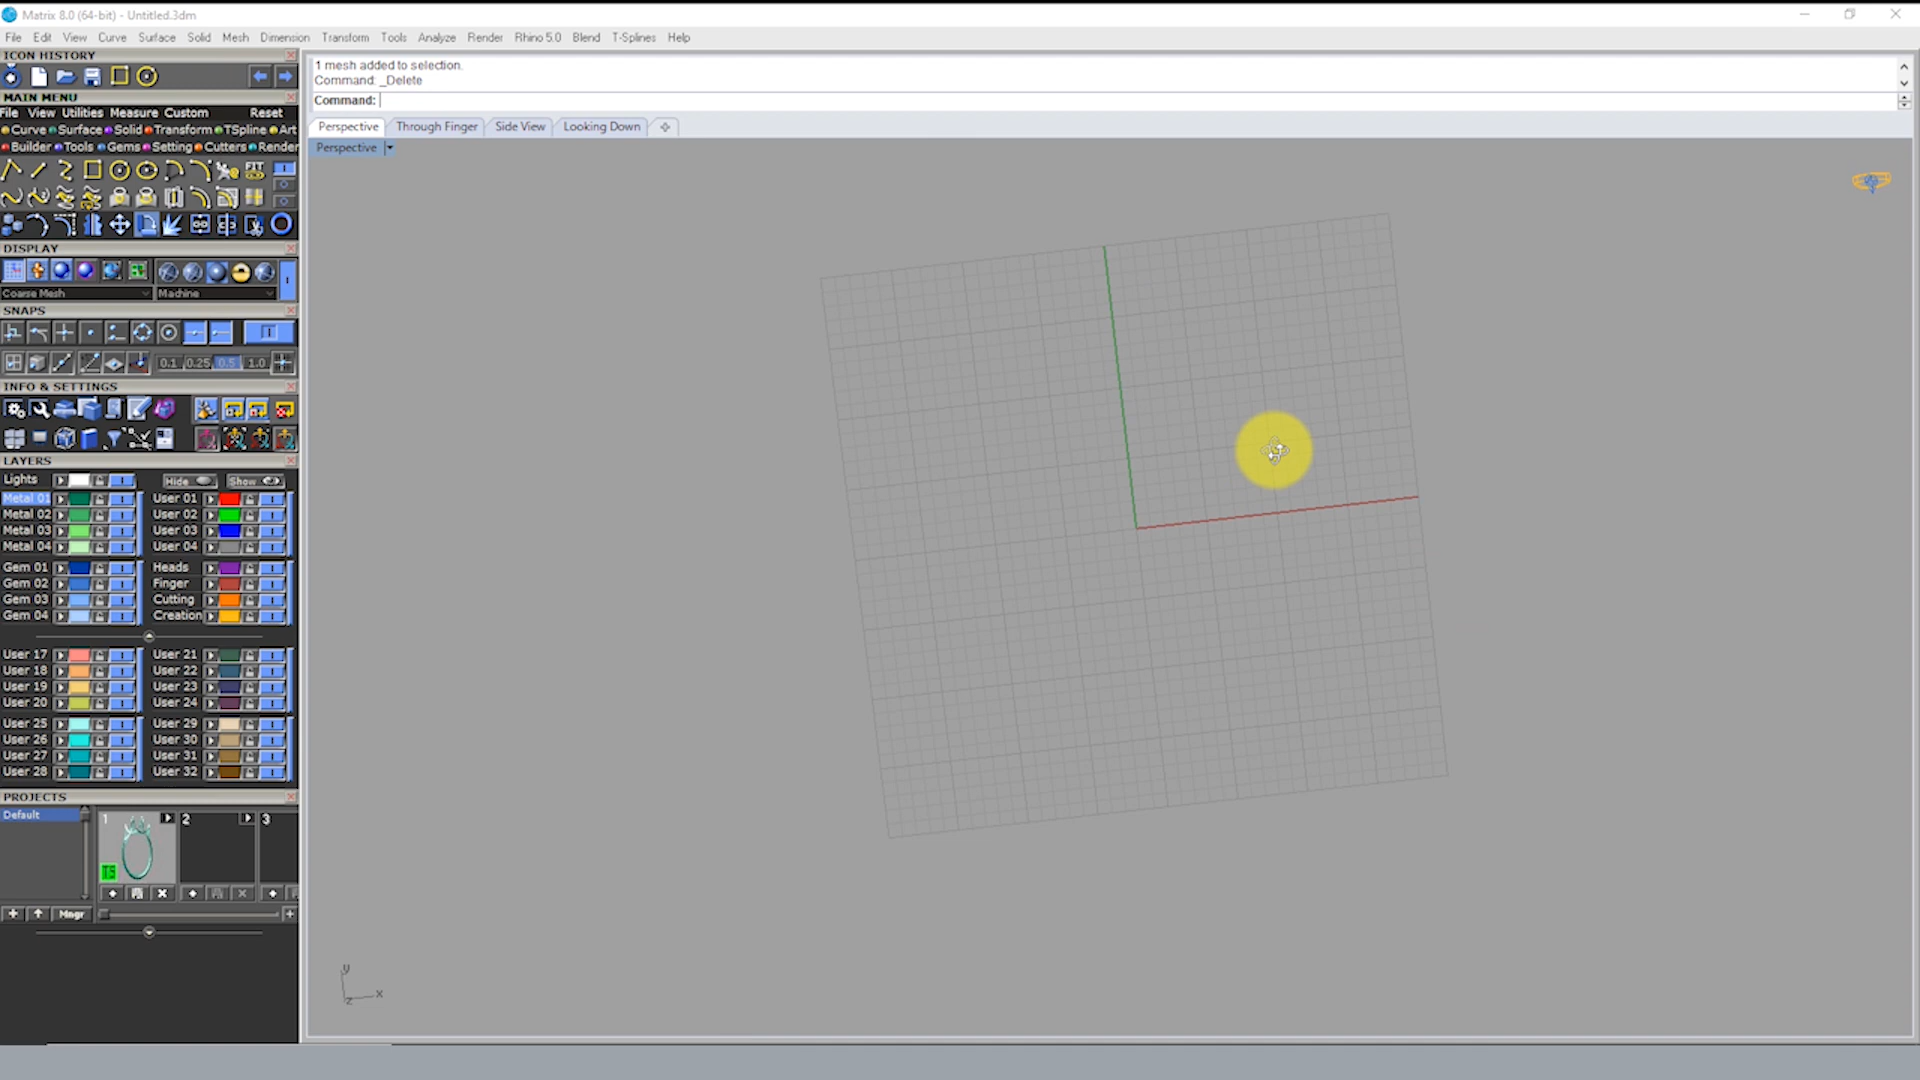 Matrix 8.0 (64-bit) - Untitled.3dm
File Edit View Curve Surface Solid Mesh Dimension Transform Tools Analyze Render Rhino 5.0 Blend T-Splines Help
ICON HISTORY
1 mesh added to selection.
Command: _Delete
Command:
MAIN MENU
File View Utilities Measure Custom Reset
Curve Surface Solid Transform TSpline Art
Builder Tools Gems Setting Cutters Render
Perspective Through Finger Side View Looking Down
Perspective
FIT
DISPLAY
Coarse Mesh Machine
SNAPS
0.1 0.25 0.5 1.0
INFO & SETTINGS
LAYERS
Lights Hide Show
Metal 01 User 01
Metal 02 User 02
Metal 03 User 03
Metal 04 User 04
Gem 01 Heads
Gem 02 Finger
Gem 03 Cutting
Gem 04 Creation
User 17 User 21
User 18 User 22
User 19 User 23
User 20 User 24
User 25 User 29
User 26 User 30
User 27 User 31
User 28 User 32
PROJECTS
Default 1 2 3
TS
Mngr
y
z x